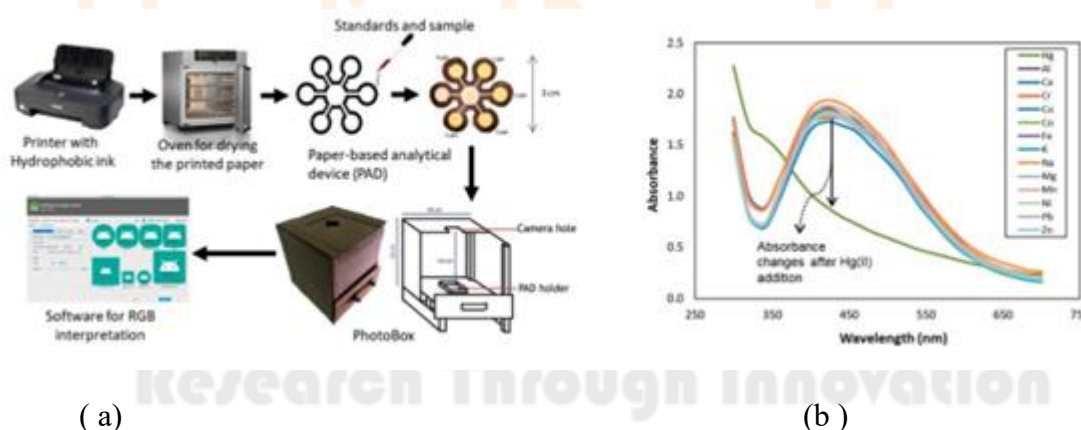 Standards and sample
3 cm
Printer with
Hydrophobic ink
Oven for drying
the printed paper
Paper-based analytical
device (PAD)
Camera hole
PAD holder
Software for RGB
interpretation
PhotoBox
2.5
2.0
1.5
1.0
0.5
0.0
Absorbance
250
350
450
550
650
75
Wavelength (nm)
Absorbance
changes after Hg(II)
addition
Hg
Al
Ca
Cr
Co
Fe
K
Na
Mg
Mn
Ni
Pb
Zn
Research Through Innovation
( a)
(b )